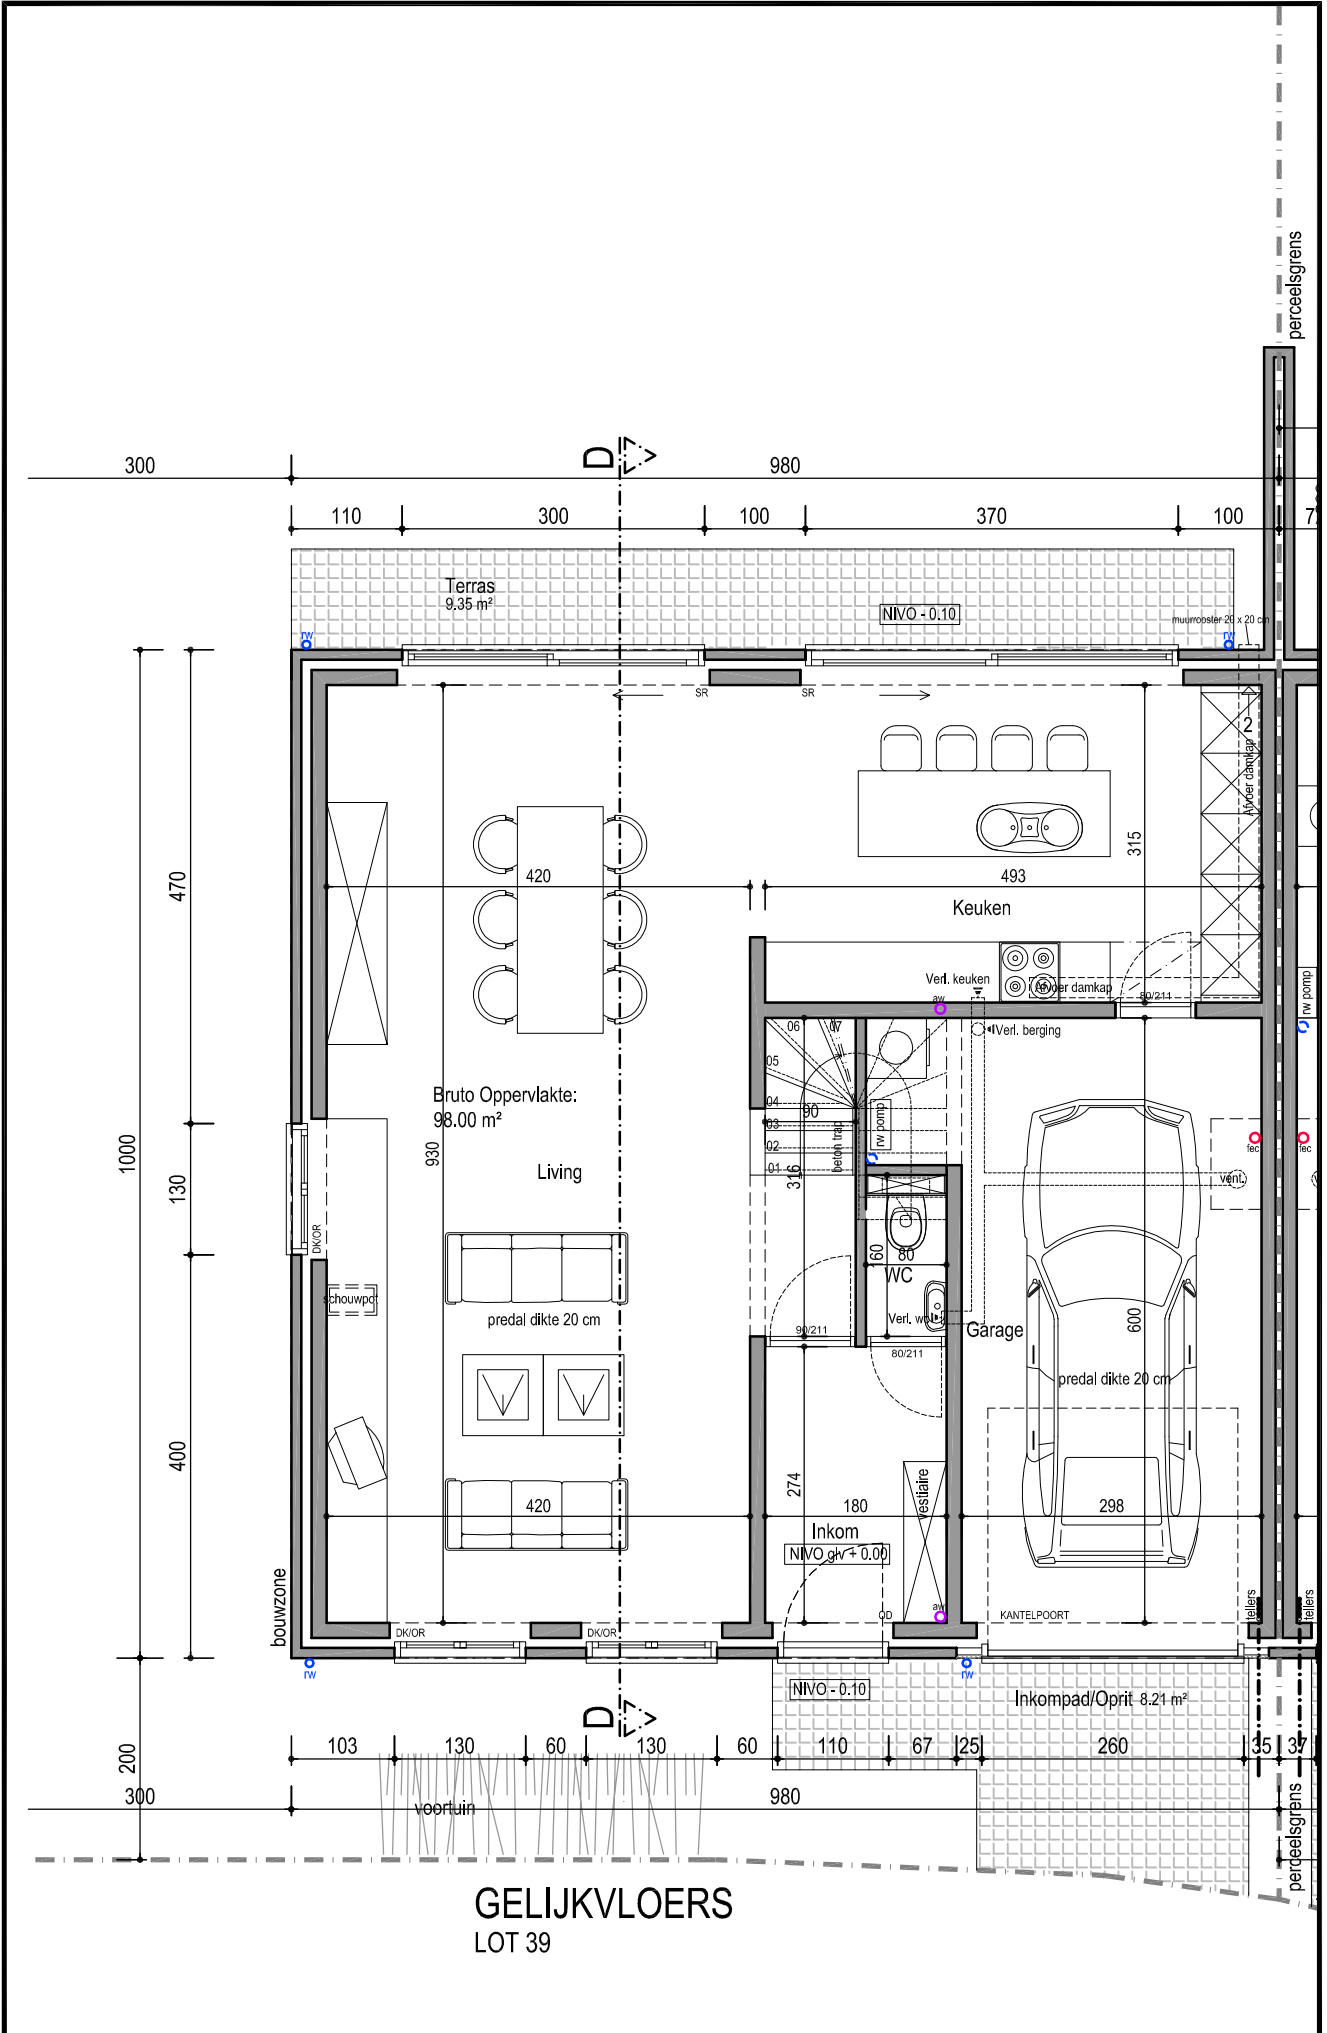 perceelsgrens
300
D
980
110
300
100
370
100
Terras
9.35 m²
NIVO - 0.10
muurrooster 20 x 20 cm
rw
rw
SR
SR
2
Afvoer damkap
315
420
493
Keuken
470
Verl. keuken
Afvoer damkap
aw
80/211
rw pomp
Verl. berging
06
07
05
04
90
03
02
01
316
beton trap
rw pomp
Bruto Oppervlakte:
98.00 m²
930
Living
1000
130
DK/OR
fec
fec
vent.
160
80
WC
schouwpot
predal dikte 20 cm
Verl. wc
90/211
80/211
Garage
600
predal dikte 20 cm
400
274
vestiaire
420
180
298
Inkom
NIVO glv + 0.00
bouwzone
DK/OR
DK/OR
OD
aw
KANTELPOORT
tellers
tellers
rw
rw
NIVO - 0.10
Inkompad/Oprit 8.21 m²
D
103
130
60
130
60
110
67
25
260
35
37
200
300
voortuin
980
perceelsgrens
GELIJKVLOERS
LOT 39